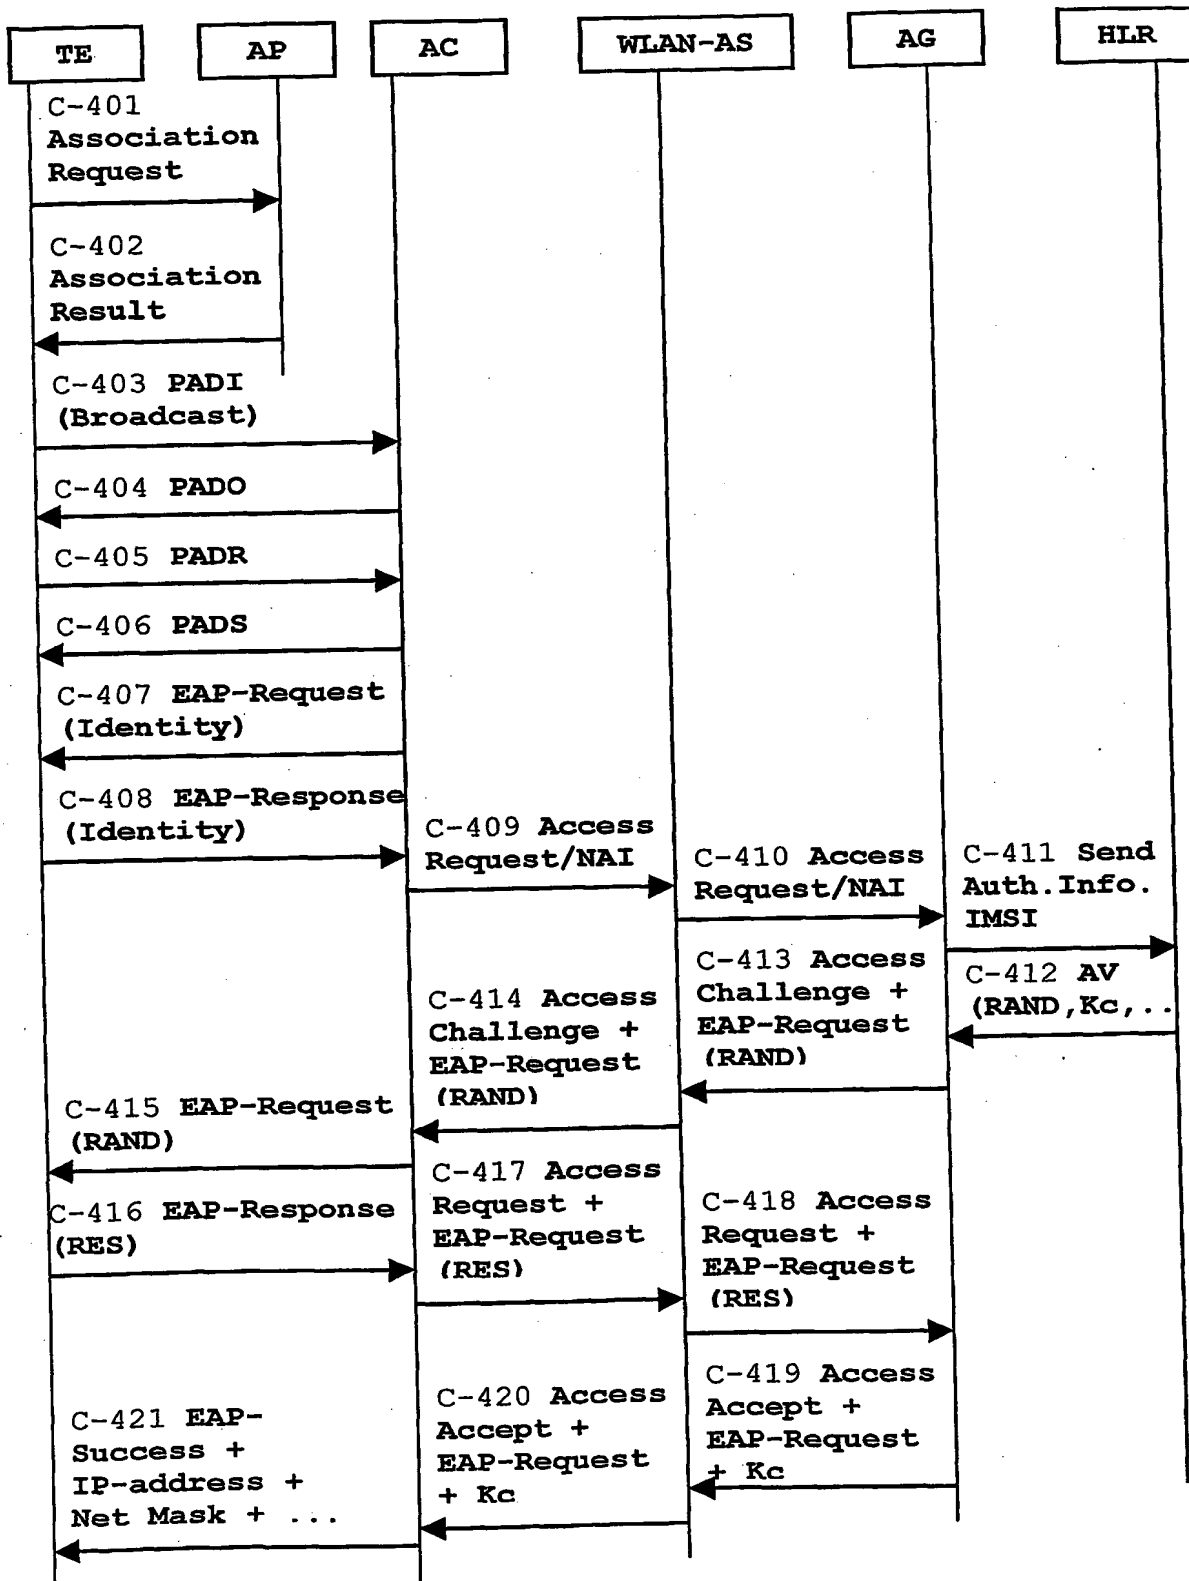 TE
AP
AC
WLAN-AS
AG
HLR
C-401
Association
Request
C-402
Association
Result
C-403 PADI
(Broadcast)
C-404 PADO
C-405 PADR
C-406 PADS
C-407 EAP-Request
(Identity)
C-408 EAP-Response
(Identity)
C-409 Access
Request/NAI
C-410 Access
Request/NAI
C-411 Send
Auth.Info.
IMSI
C-412 AV
(RAND,Kc,..
C-413 Access
Challenge +
EAP-Request
(RAND)
C-414 Access
Challenge +
EAP-Request
(RAND)
C-415 EAP-Request
(RAND)
C-416 EAP-Response
(RES)
C-417 Access
Request +
EAP-Request
(RES)
C-418 Access
Request +
EAP-Request
(RES)
C-419 Access
Accept +
EAP-Request
+ Kc
C-420 Access
Accept +
EAP-Request
+ Kc
C-421 EAP-
Success +
IP-address +
Net Mask + ...